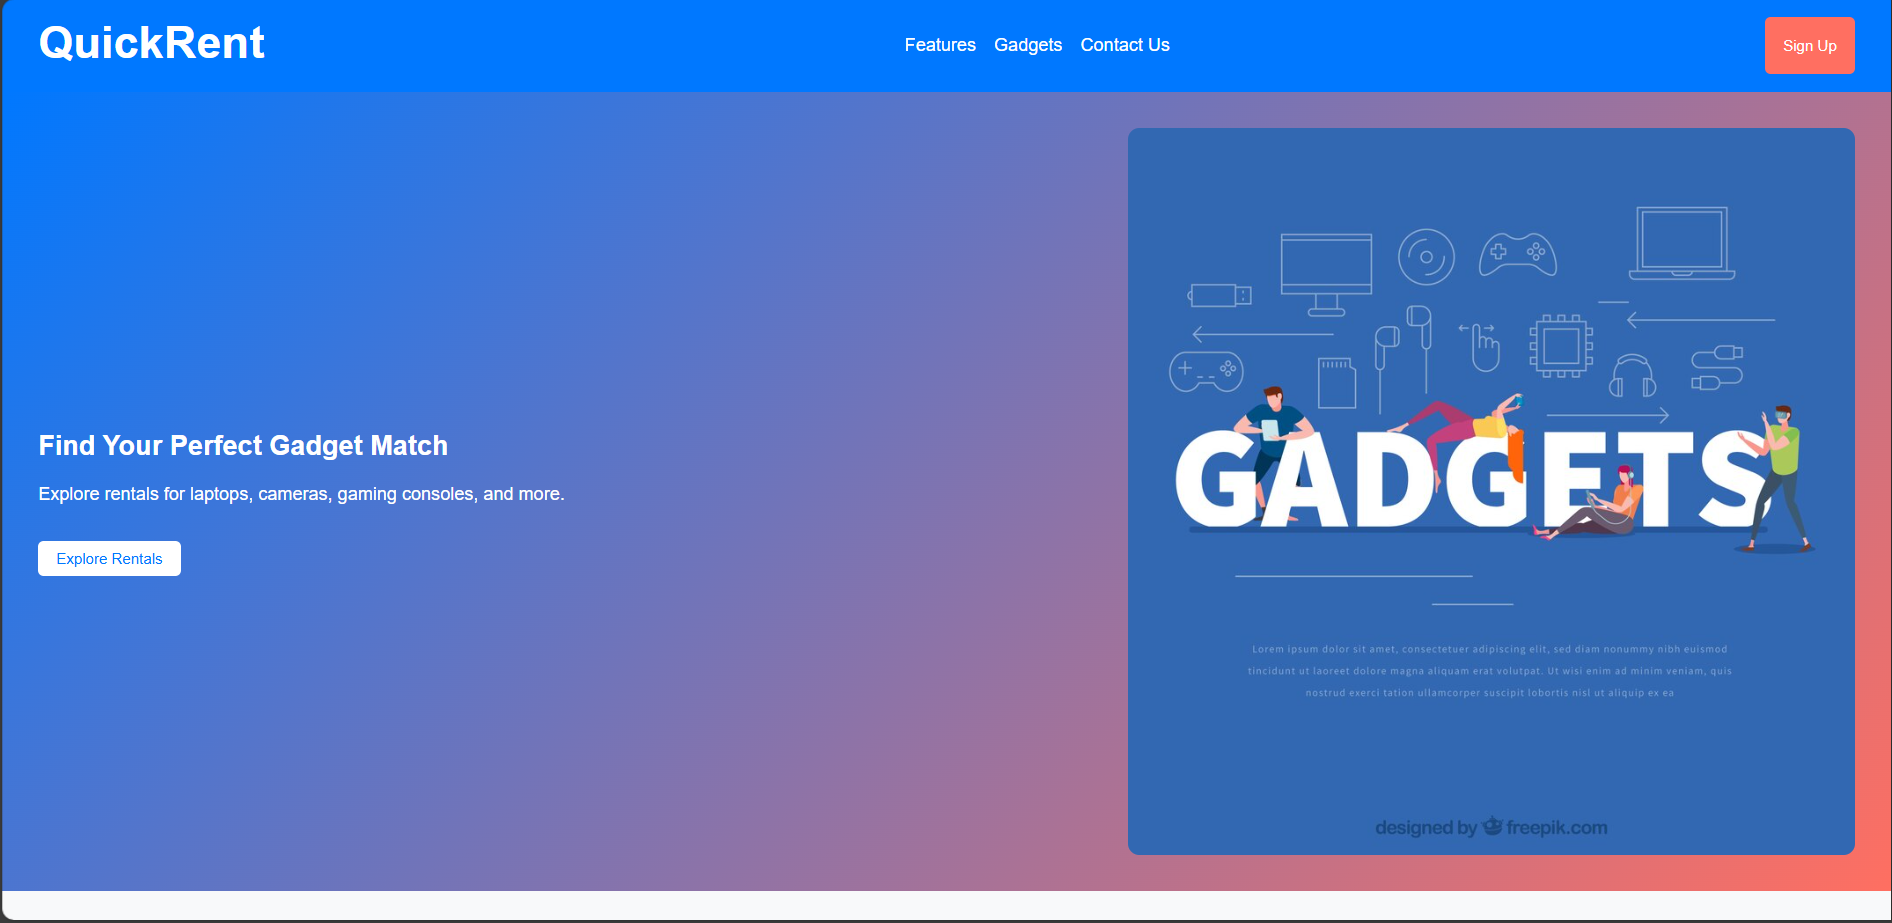 QuickRent
Features
Gadgets
Contact Us
Sign Up
Find Your Perfect Gadget Match
Explore rentals for laptops, cameras, gaming consoles, and more.
Explore Rentals
GADGETS
Lorem ipsum dolor sit amet, consectetuer adipiscing elit, sed diam nonummy nibh euismod
tincidunt ut laoreet dolore magna aliquam erat volutpat. Ut wisi enim ad minim veniam, quis
nostrud exerci tation ullamcorper suscipit lobortis nisl ut aliquip ex ea
designed by freepik.com